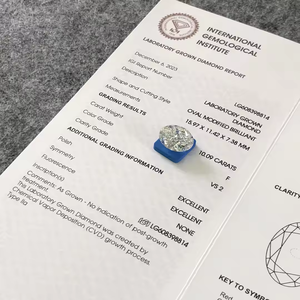 INTERNATIONAL
GEMOLOGICAL
INSTITUTE
LABORATORY GROWN DIAMOND REPORT
December 6, 2023
IGI Report Number LG608398814
Description LABORATORY GROWN
DIAMOND
Shape and Cutting Style OVAL MODIFIED BRILLIANT
Measurements 15.97 X 11.42 X 7.38 MM
GRADING RESULTS
Carat Weight 10.00 CARATS
Color Grade F
Clarity Grade VS 2
ADDITIONAL GRADING INFORMATION
Polish EXCELLENT
Symmetry EXCELLENT
Fluorescence NONE
Inscription(s) LG608398814
Comments: As Grown - No indication of post-growth
treatment
This Laboratory Grown Diamond was created by
Chemical Vapor Deposition (CVD) growth process
Type IIa
CLARITY
KEY TO SYMB